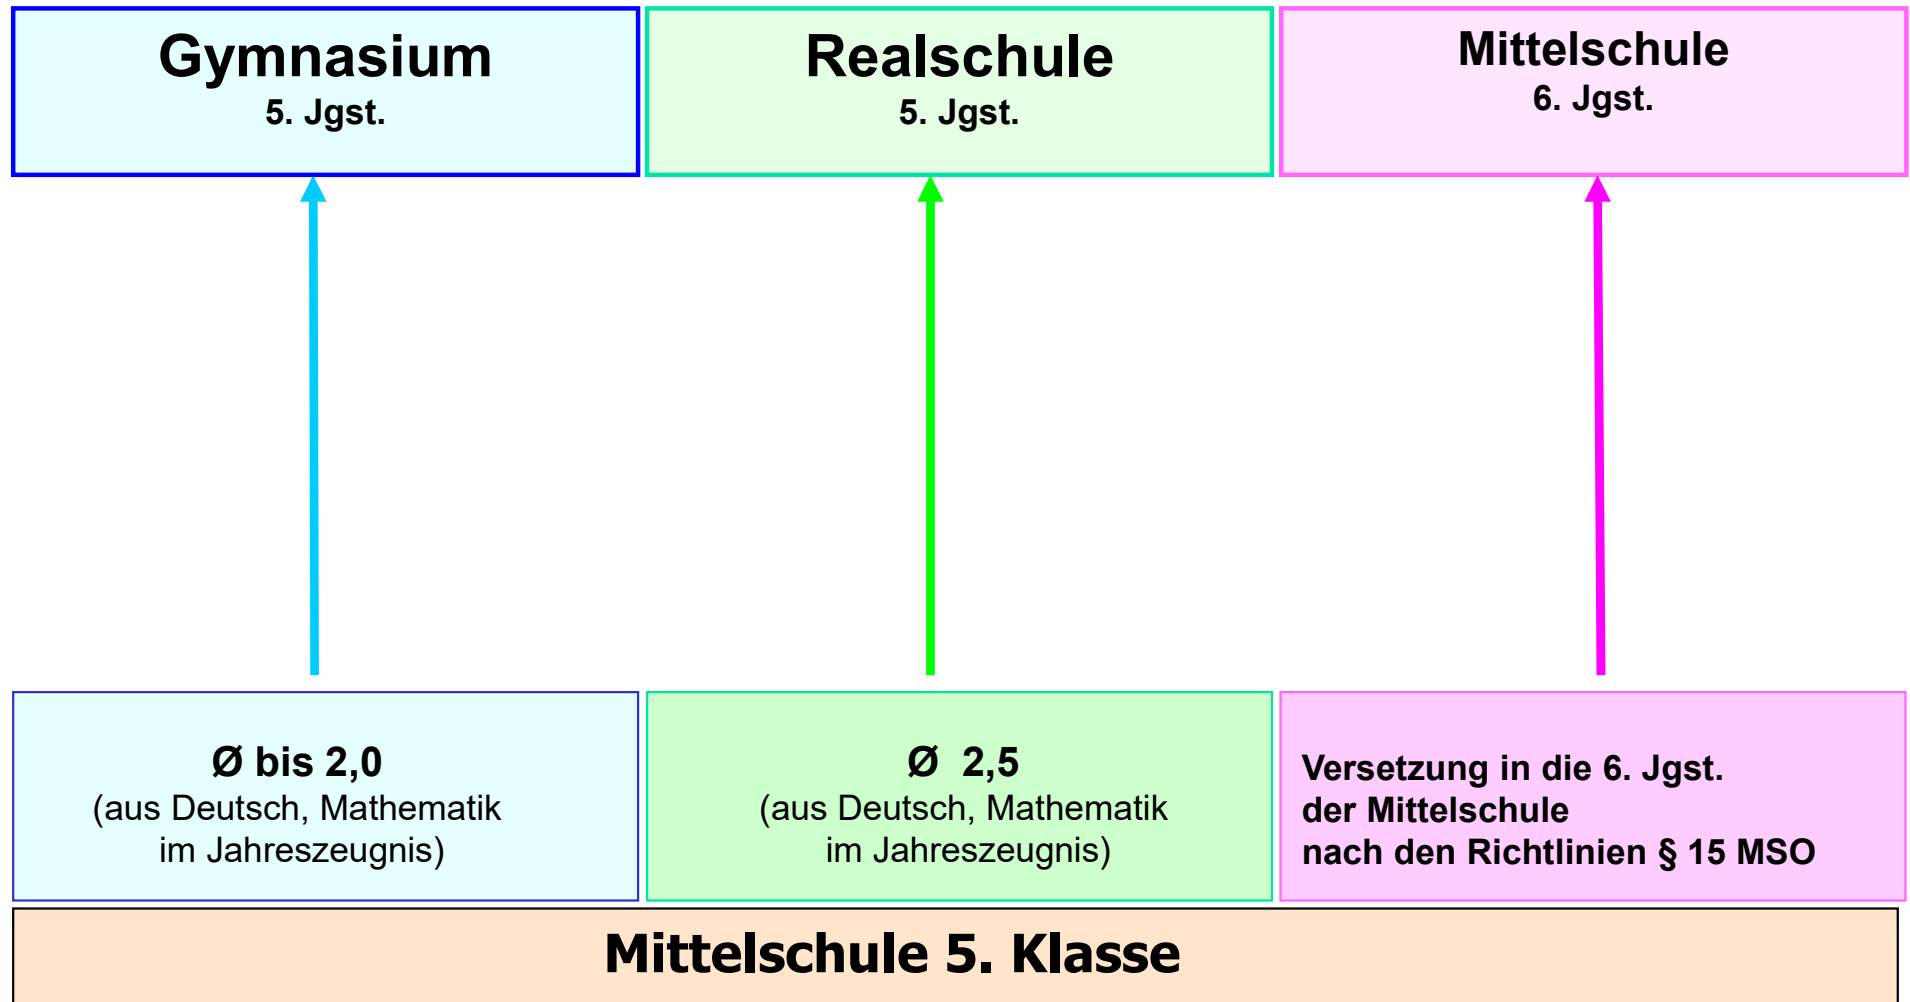 Gymnasium
5. Jgst.
Realschule
5. Jgst.
Mittelschule
6. Jgst.
Ø bis 2,0
(aus Deutsch, Mathematik
im Jahreszeugnis)
Ø 2,5
(aus Deutsch, Mathematik
im Jahreszeugnis)
Versetzung in die 6. Jgst.
der Mittelschule
nach den Richtlinien § 15 MSO
Mittelschule 5. Klasse